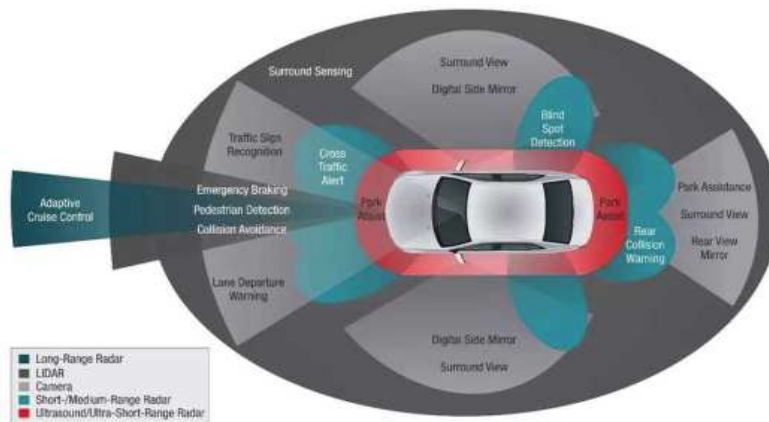 Surround Sensing
Surround View
Digital Side Mirror
Blind
Spot
Detection
Traffic Sign
Recognition
Cross
Traffic
Alert
Adaptive
Cruise Control
Emergency Braking
Pedestrian Detection
Collision Avoidance
Park
Assist
Park
Assist
Park Assistance
Surround View
Rear View
Mirror
Rear
Collision
Warning
Lane Departure
Warning
Digital Side Mirror
Surround View
Long-Range Radar
LIDAR
Camera
Short-/Medium-Range Radar
Ultrasound/Ultra-Short-Range Radar